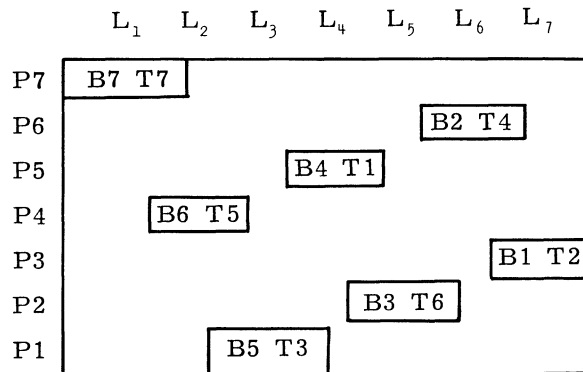 L₁ L₂ L₃ L₄ L₅ L₆ L₇
P7 B7 T7
P6 B2 T4
P5 B4 T1
P4 B6 T5
P3 B1 T2
P2 B3 T6
P1 B5 T3